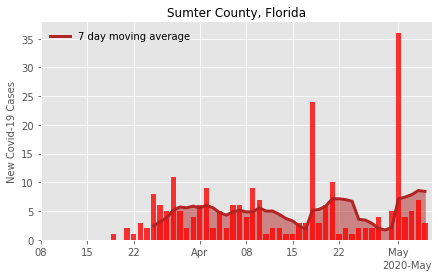 Sumter County, Florida
7 day moving average
New Covid-19 Cases
35
30
25
20
15
10
5
0
08
15
22
Apr
08
15
22
May
2020-May